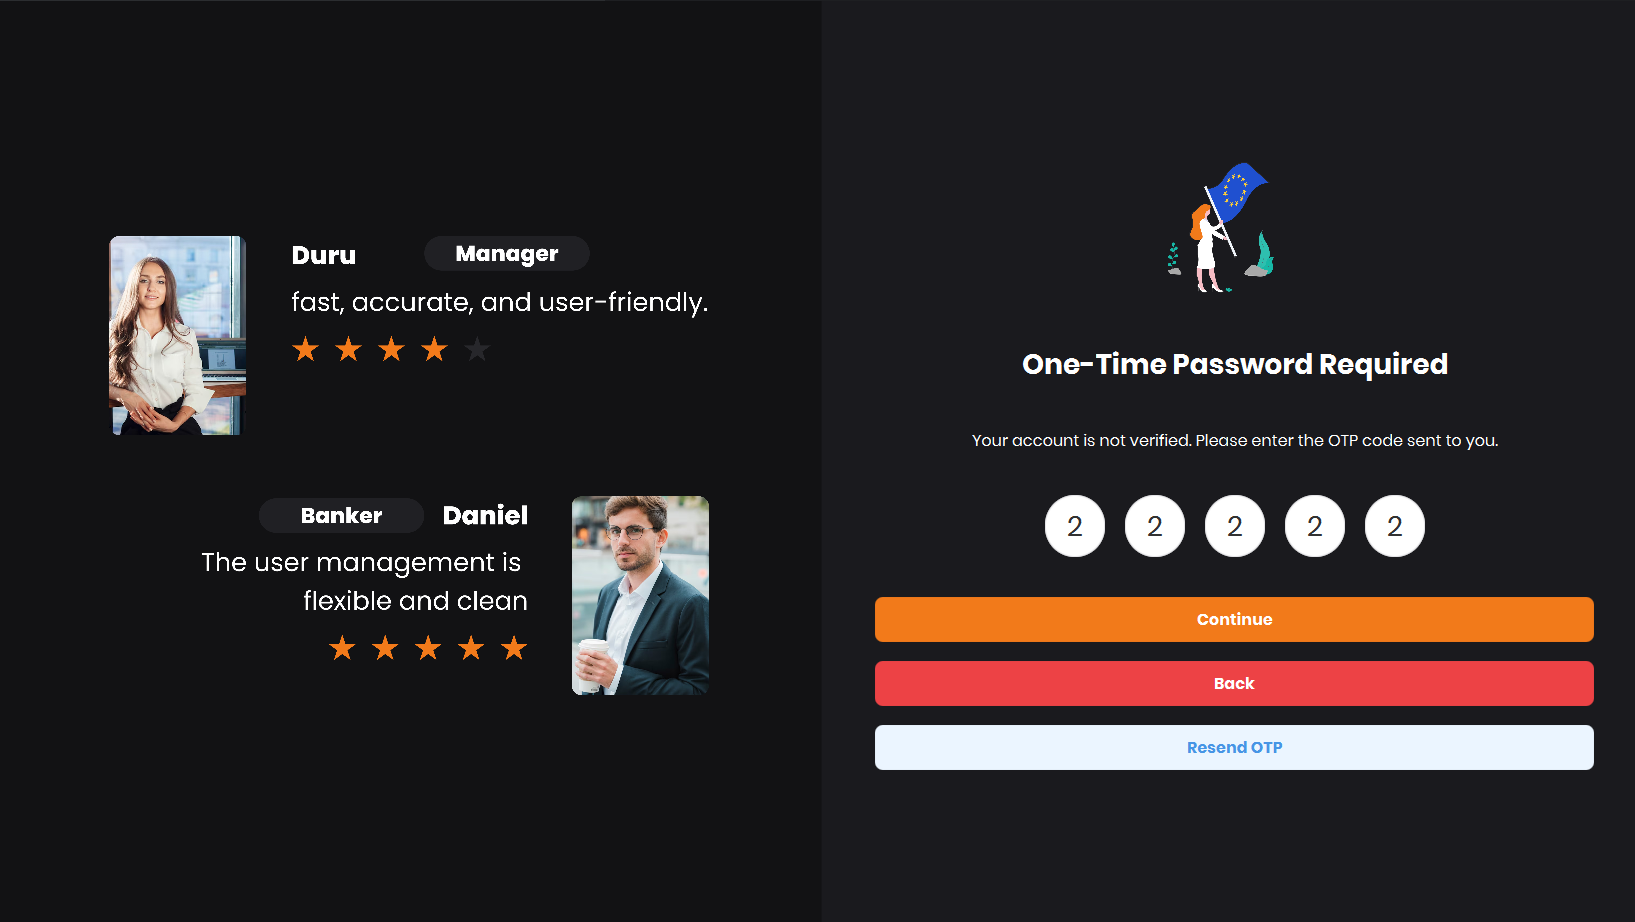 Duru
Manager
fast, accurate, and user-friendly.
Banker
Daniel
The user management is
flexible and clean
One-Time Password Required
Your account is not verified. Please enter the OTP code sent to you.
2 2 2 2 2
Continue
Back
Resend OTP